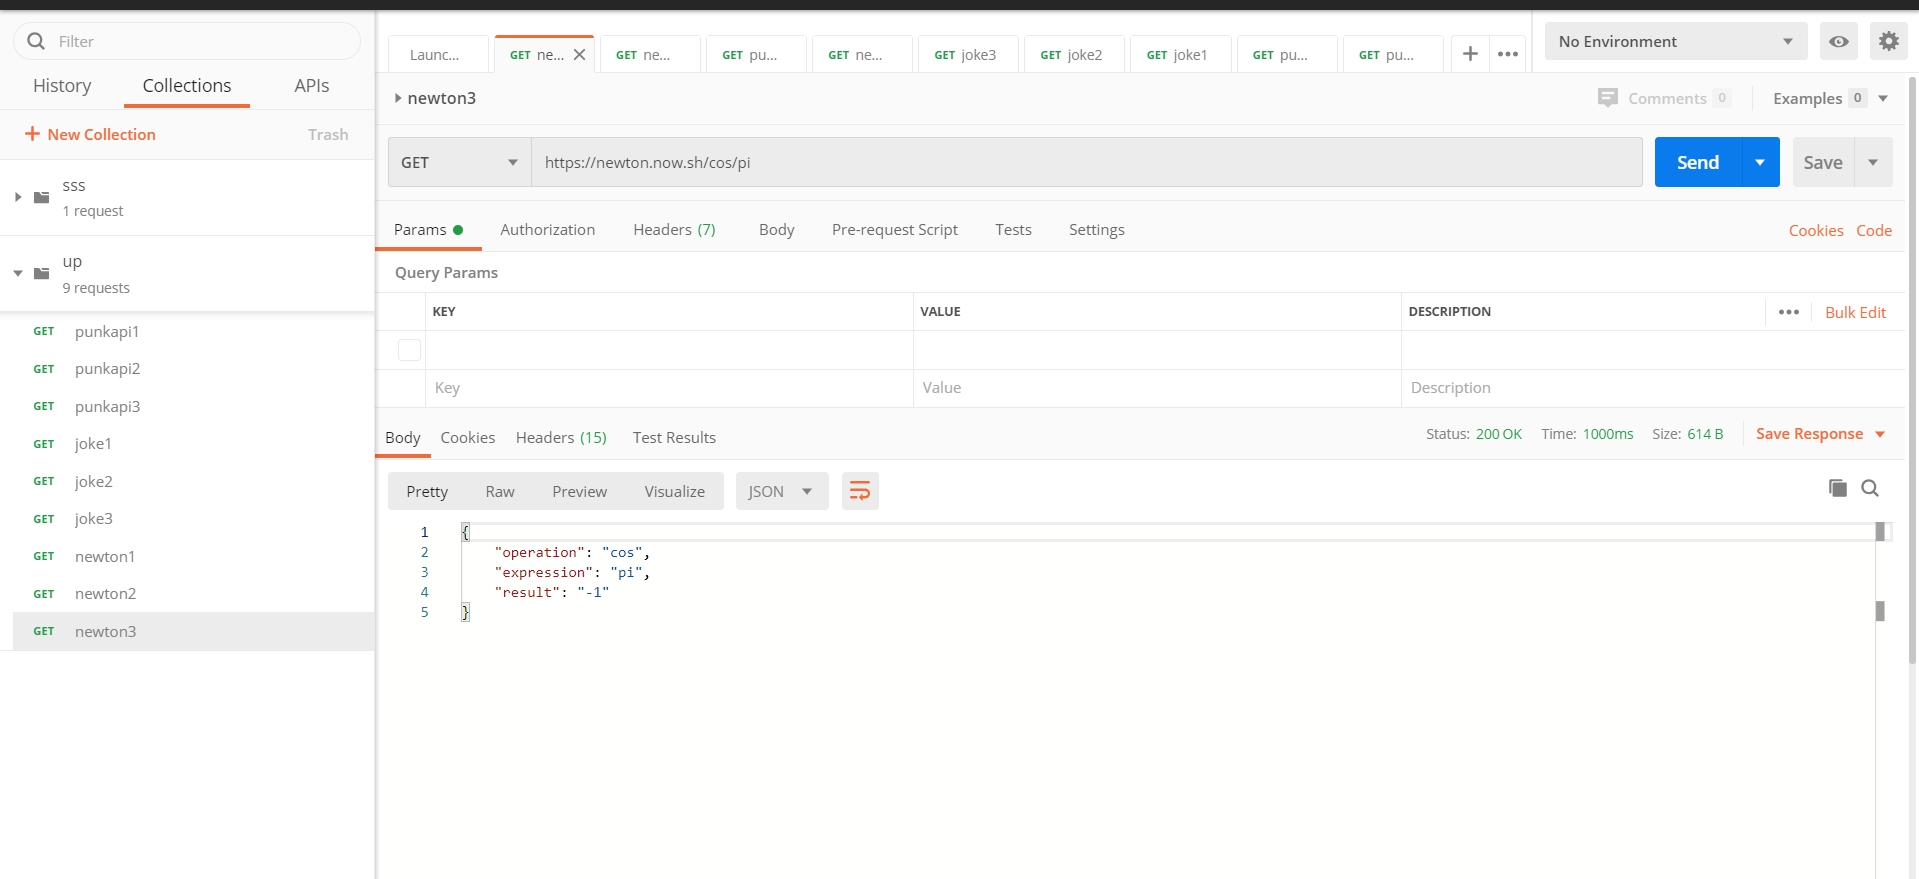 Filter
History Collections APIs
+ New Collection Trash
sss
1 request
up
9 requests
GET punkapi1
GET punkapi2
GET punkapi3
GET joke1
GET joke2
GET joke3
GET newton1
GET newton2
GET newton3
Launc... GET ne... GET ne... GET pu... GET ne... GET joke3 GET joke2 GET joke1 GET pu... GET pu... No Environment
newton3 Comments 0 Examples 0
GET https://newton.now.sh/cos/pi Send Save
Params Authorization Headers (7) Body Pre-request Script Tests Settings Cookies Code
Query Params
KEY VALUE DESCRIPTION ••• Bulk Edit
Key Value Description
Body Cookies Headers (15) Test Results Status: 200 OK Time: 1000ms Size: 614 B Save Response
Pretty Raw Preview Visualize JSON
1 {
2 "operation": "cos",
3 "expression": "pi",
4 "result": "-1"
5 }